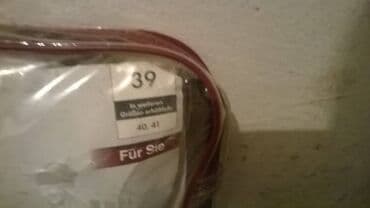 39
In weiteren
Größen erhältlich:
40, 41
Für Sie